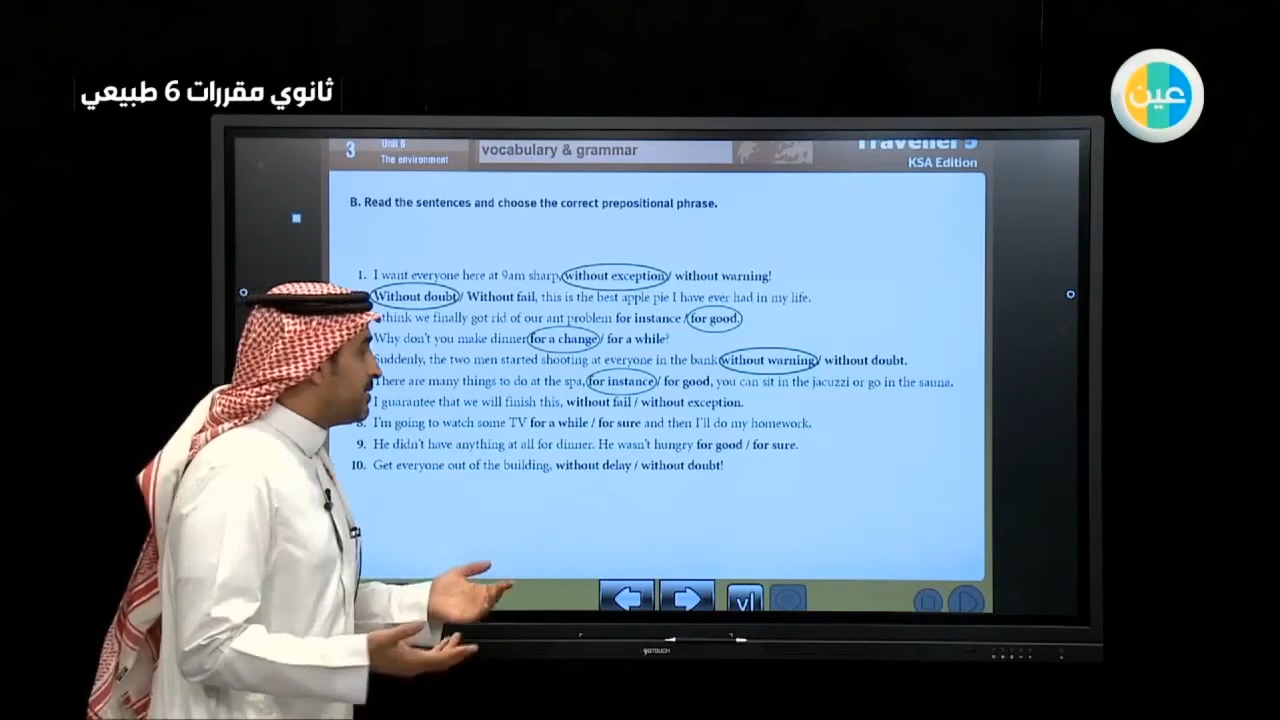 ثانوي مقررات 6 طبيعي
عين
3
Unit 6
The environment
vocabulary & grammar
Traveller 5
KSA Edition
B. Read the sentences and choose the correct prepositional phrase.
1. I want everyone here at 9am sharp, without exception / without warning!
Without doubt / Without fail, this is the best apple pie I have ever had in my life.
think we finally got rid of our ant problem for instance / for good.
Why don't you make dinner for a change / for a while?
Suddenly, the two men started shooting at everyone in the bank without warning / without doubt.
There are many things to do at the spa, for instance / for good, you can sit in the jacuzzi or go in the sauna.
I guarantee that we will finish this, without fail / without exception.
8. I'm going to watch some TV for a while / for sure and then I'll do my homework.
9. He didn't have anything at all for dinner. He wasn't hungry for good / for sure.
10. Get everyone out of the building, without delay / without doubt!